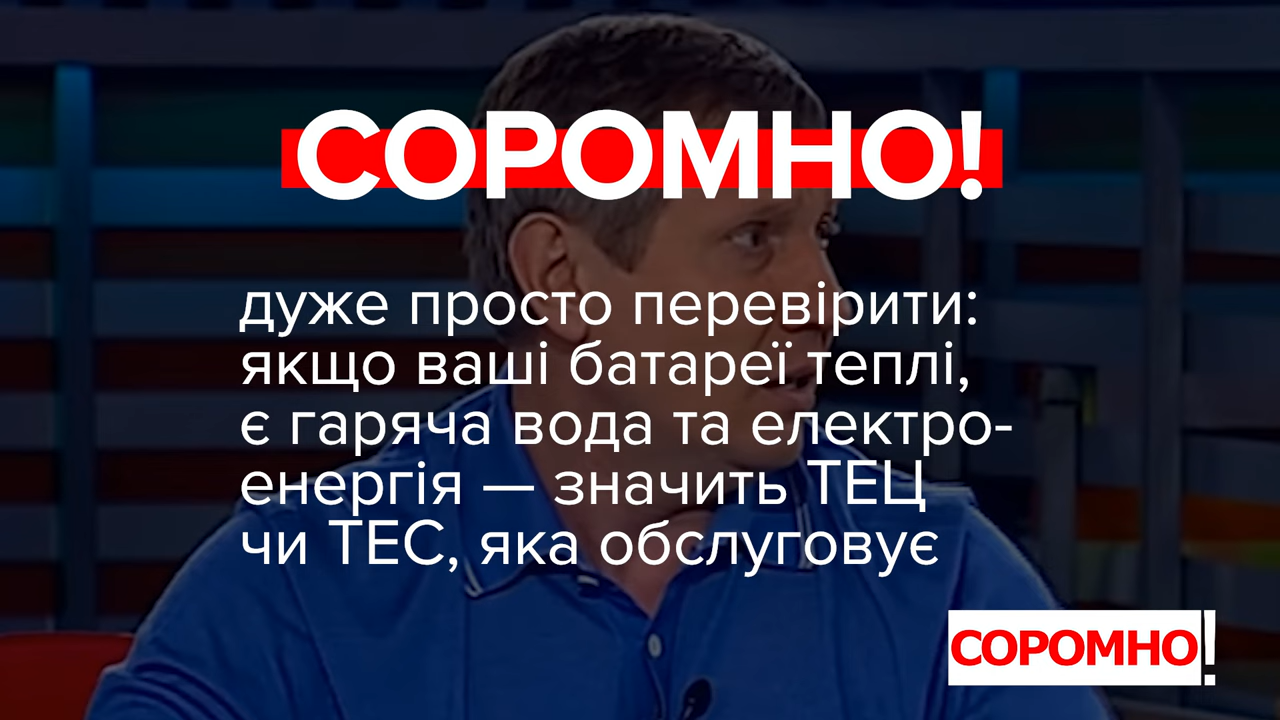 СОРОМНО!
дуже просто перевірити:
якщо ваші батареї теплі,
є гаряча вода та електро-
енергія — значить ТЕЦ
чи ТЕС, яка обслуговує
СОРОМНО!